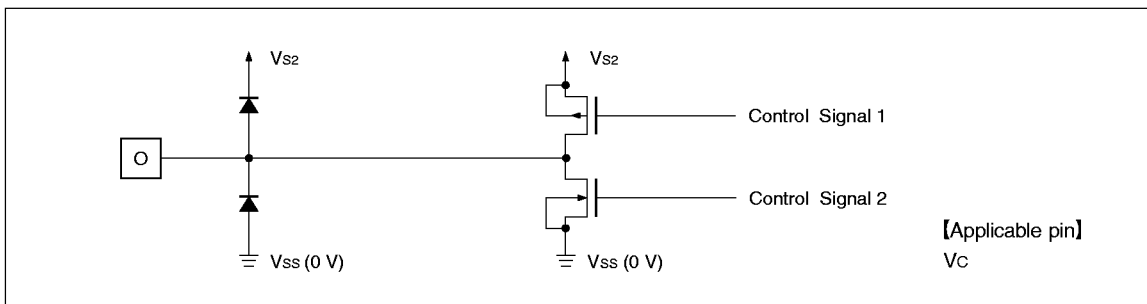 VS2
VS2
Control Signal 1
O
Control Signal 2
【Applicable pin】
VSS (0 V)
VSS (0 V)
VC